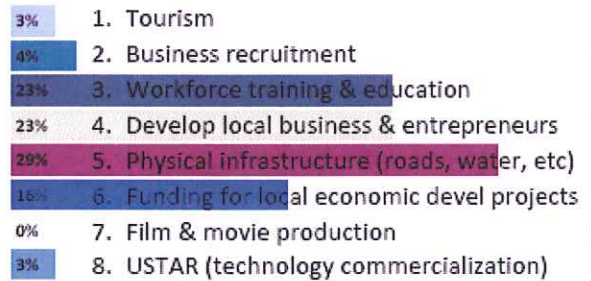 3% 1. Tourism
4% 2. Business recruitment
23% 3. Workforce training & education
23% 4. Develop local business & entrepreneurs
29% 5. Physical infrastructure (roads, water, etc)
16% 6. Funding for local economic devel projects
0% 7. Film & movie production
3% 8. USTAR (technology commercialization)